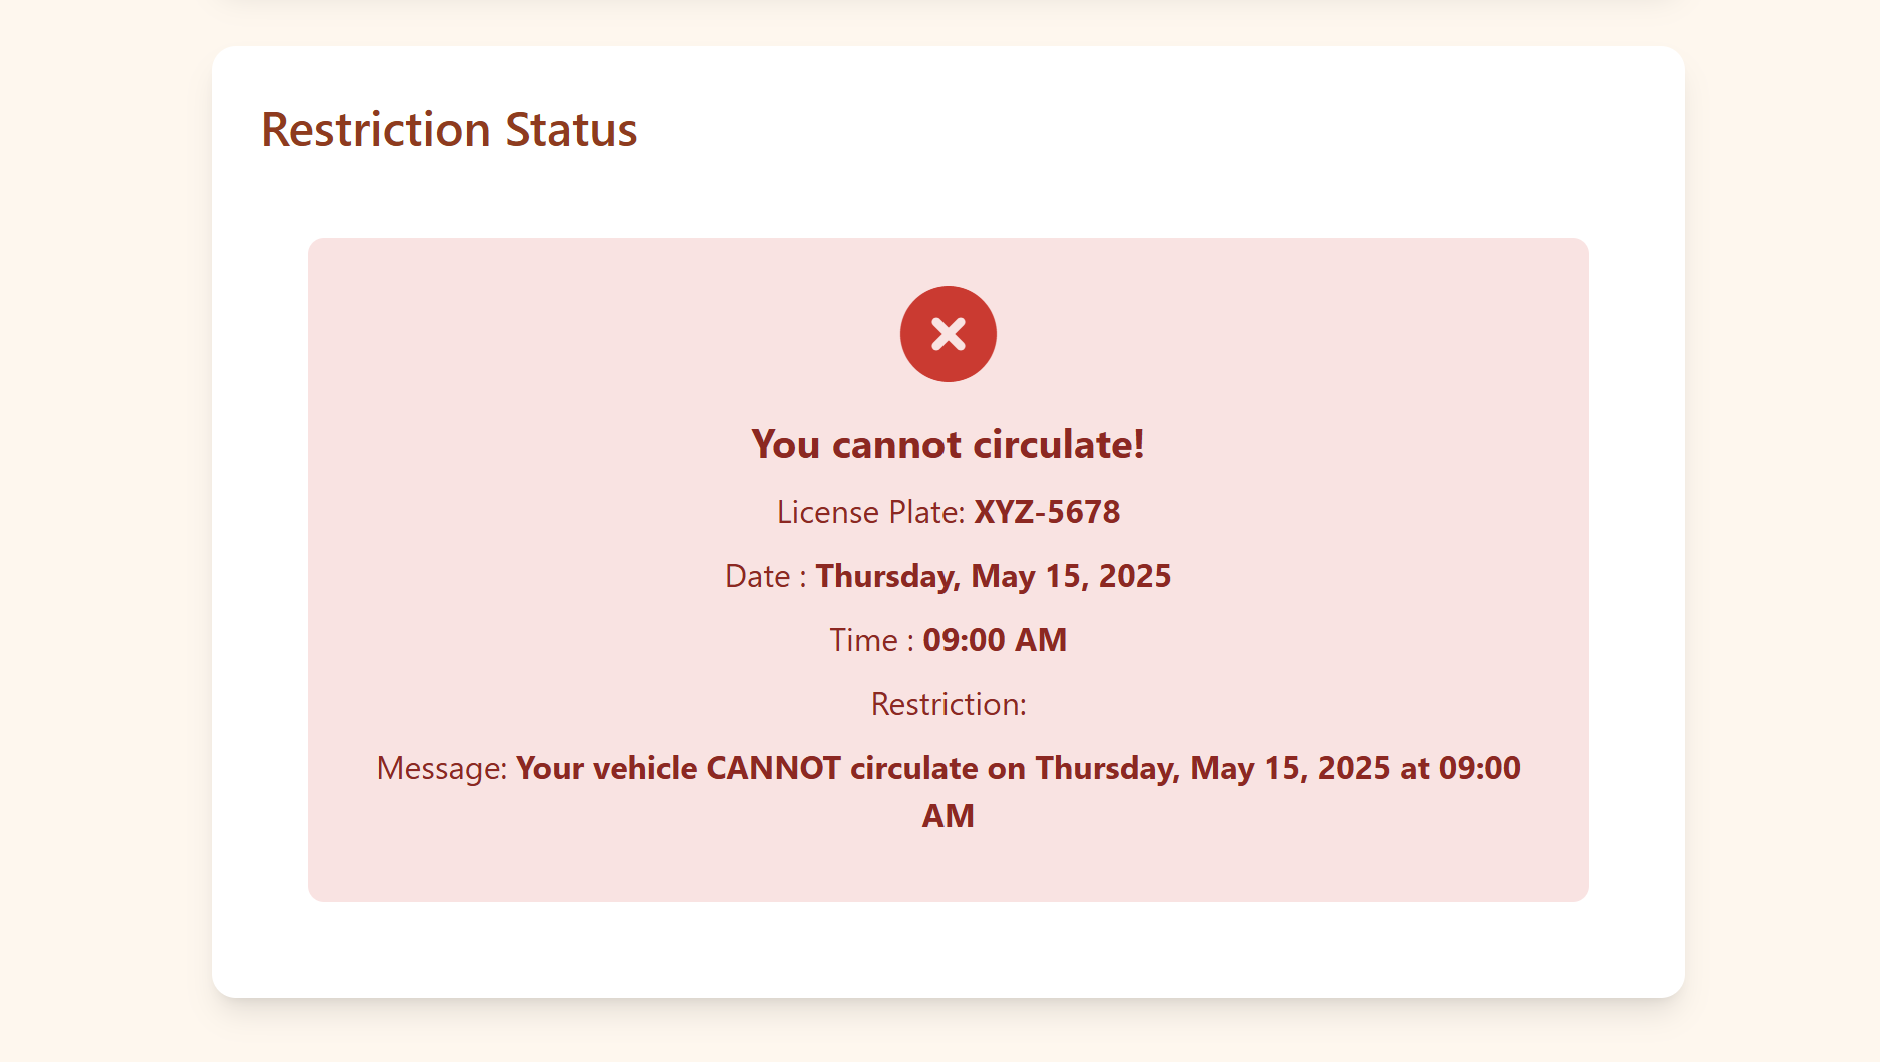 Restriction Status
You cannot circulate!
License Plate: XYZ-5678
Date : Thursday, May 15, 2025
Time : 09:00 AM
Restriction:
Message: Your vehicle CANNOT circulate on Thursday, May 15, 2025 at 09:00
AM